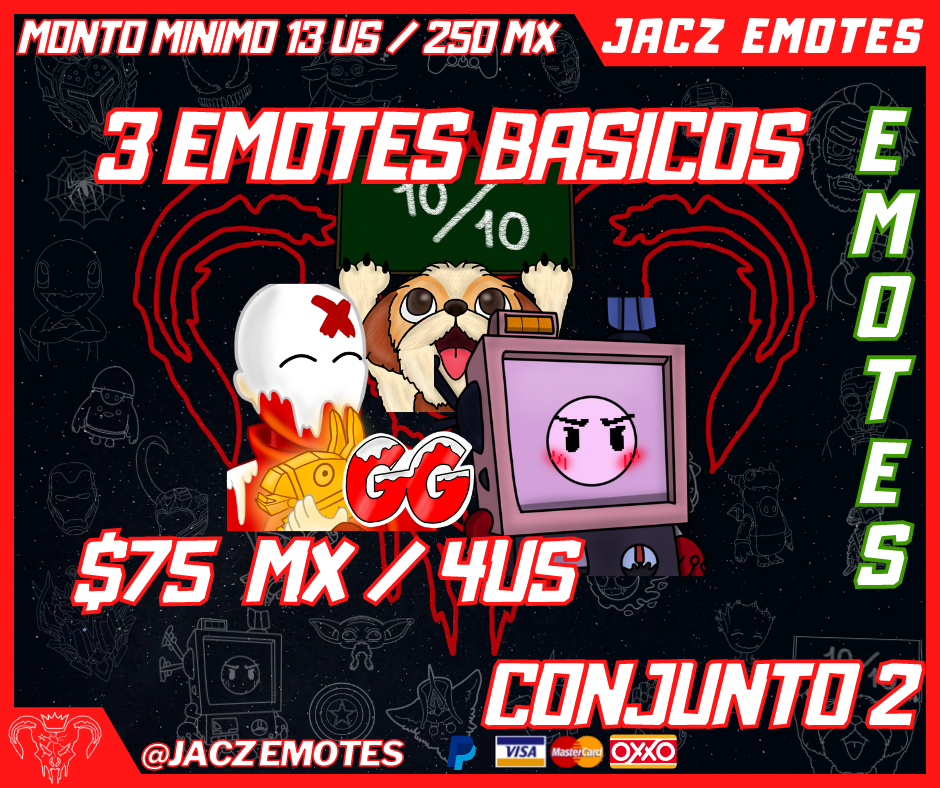 MONTO MINIMO 13 US / 250 MX
JACZ EMOTES
3 EMOTES BASICOS
EMOTES
10/10
GG
$75 MX / 4US
CONJUNTO 2
@JACZEMOTES
VISA
MasterCard
OXXO